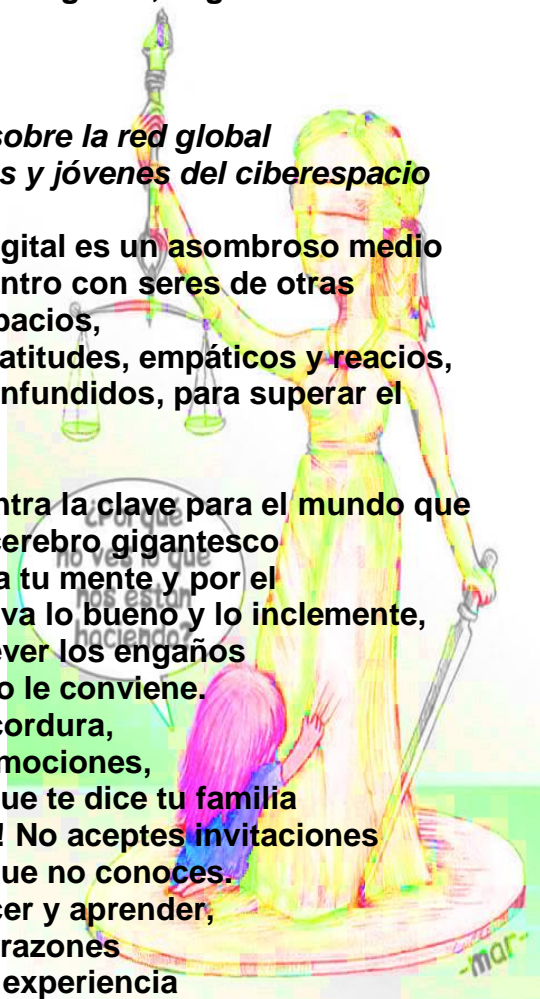 sobre la red global
s y jóvenes del ciberespacio
gital es un asombroso medio
ntro con seres de otras
pacios,
atitudes, empáticos y reacios,
nfundidos, para superar el
ntra la clave para el mundo que
cerebro gigantesco
a tu mente y por el
va lo bueno y lo inclemente,
ever los engaños
o le conviene.
cordura,
mociones,
ue te dice tu familia
! No aceptes invitaciones
ue no conoces.
cer y aprender,
razones
experiencia
¿Porqué
no ves lo que
nos están
haciendo?
-mar-